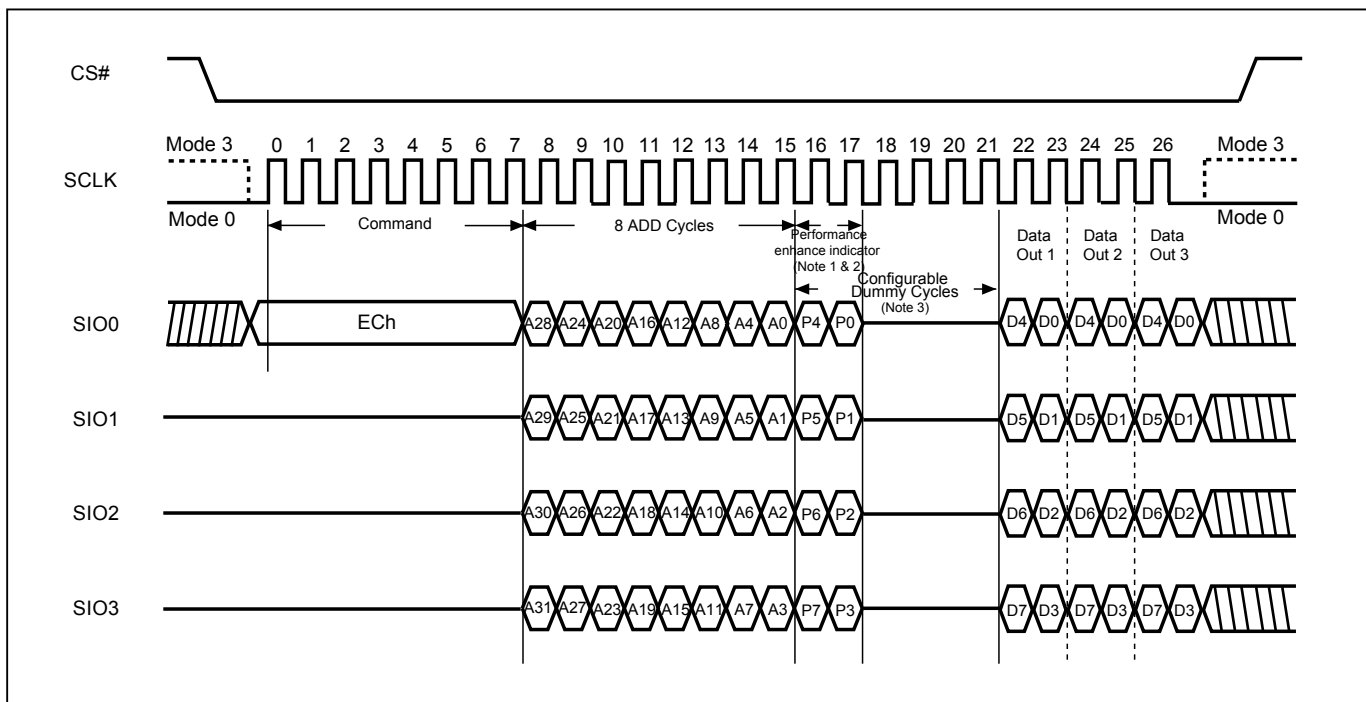 CS#
Mode 3
0 1 2 3 4 5 6 7 8 9 10 11 12 13 14 15 16 17 18 19 20 21 22 23 24 25 26
Mode 3
SCLK
Mode 0
Mode 0
Command
8 ADD Cycles
Performance
enhance indicator
(Note 1 & 2)
Data
Out 1
Data
Out 2
Data
Out 3
Configurable
Dummy Cycles
(Note 3)
SIO0
ECh
A28 A24 A20 A16 A12 A8 A4 A0 P4 P0
D4 D0 D4 D0 D4 D0
SIO1
A29 A25 A21 A17 A13 A9 A5 A1 P5 P1
D5 D1 D5 D1 D5 D1
SIO2
A30 A26 A22 A18 A14 A10 A6 A2 P6 P2
D6 D2 D6 D2 D6 D2
SIO3
A31 A27 A23 A19 A15 A11 A7 A3 P7 P3
D7 D3 D7 D3 D7 D3